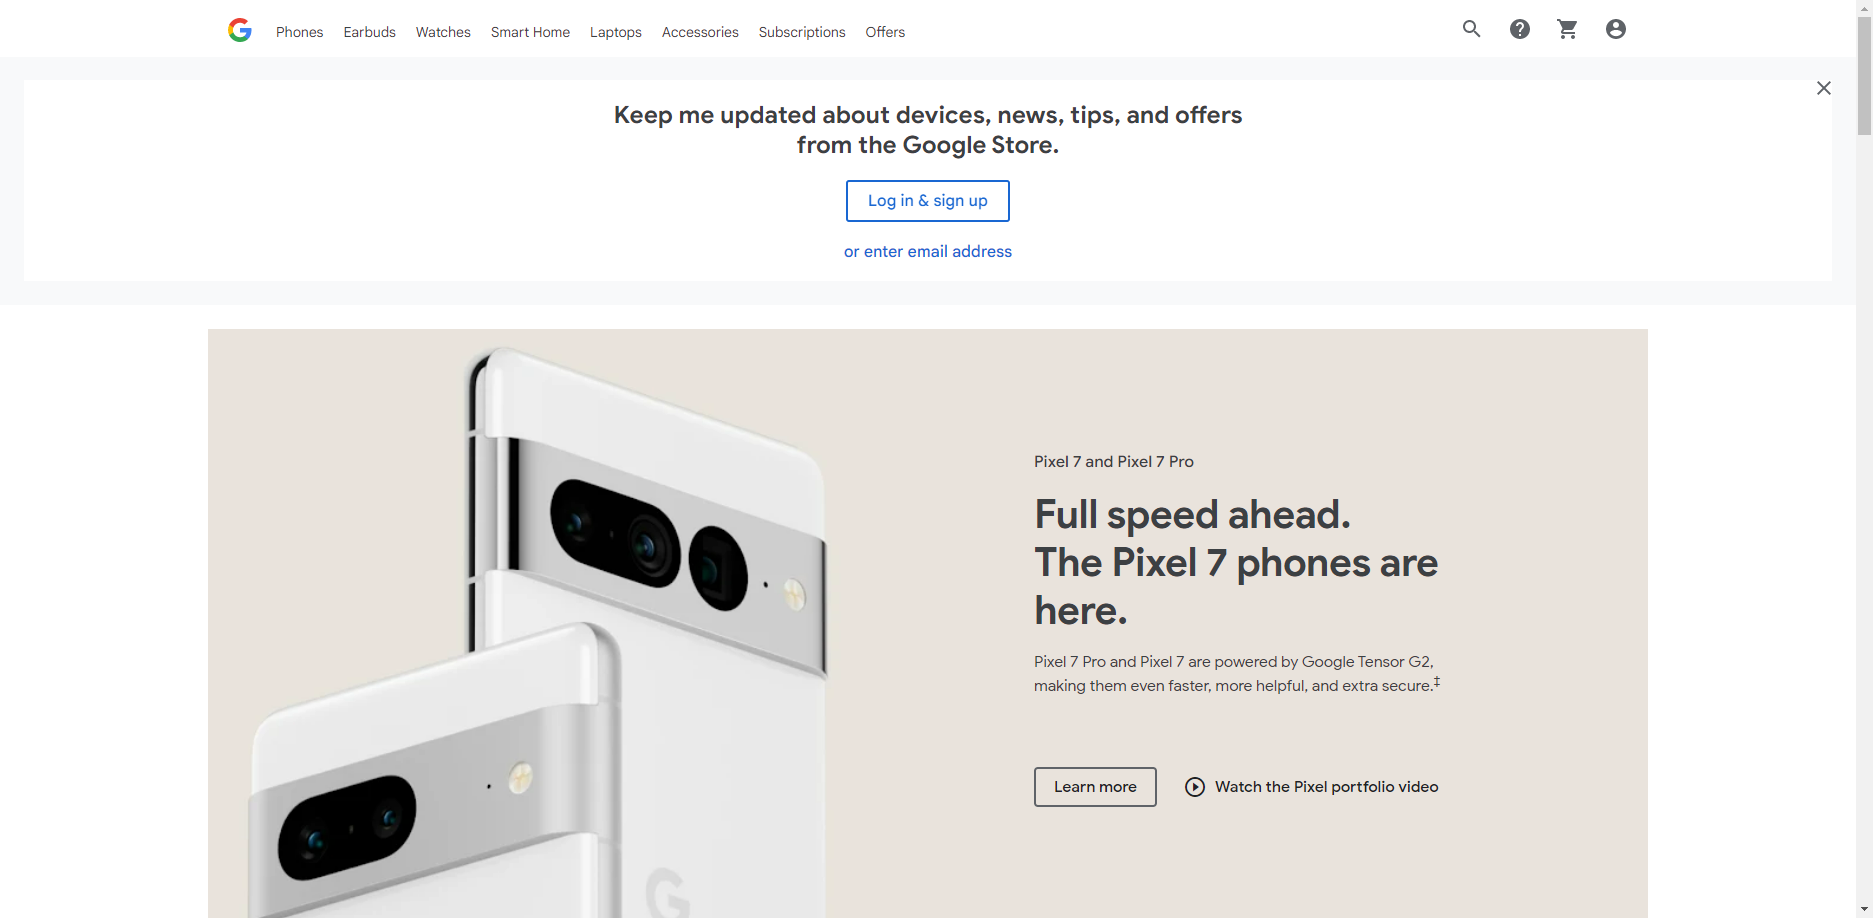 Phones Earbuds Watches Smart Home Laptops Accessories Subscriptions Offers
Keep me updated about devices, news, tips, and offers
from the Google Store.
Log in & sign up
or enter email address
Pixel 7 and Pixel 7 Pro
Full speed ahead.
The Pixel 7 phones are
here.
Pixel 7 Pro and Pixel 7 are powered by Google Tensor G2,
making them even faster, more helpful, and extra secure.‡
Learn more Watch the Pixel portfolio video